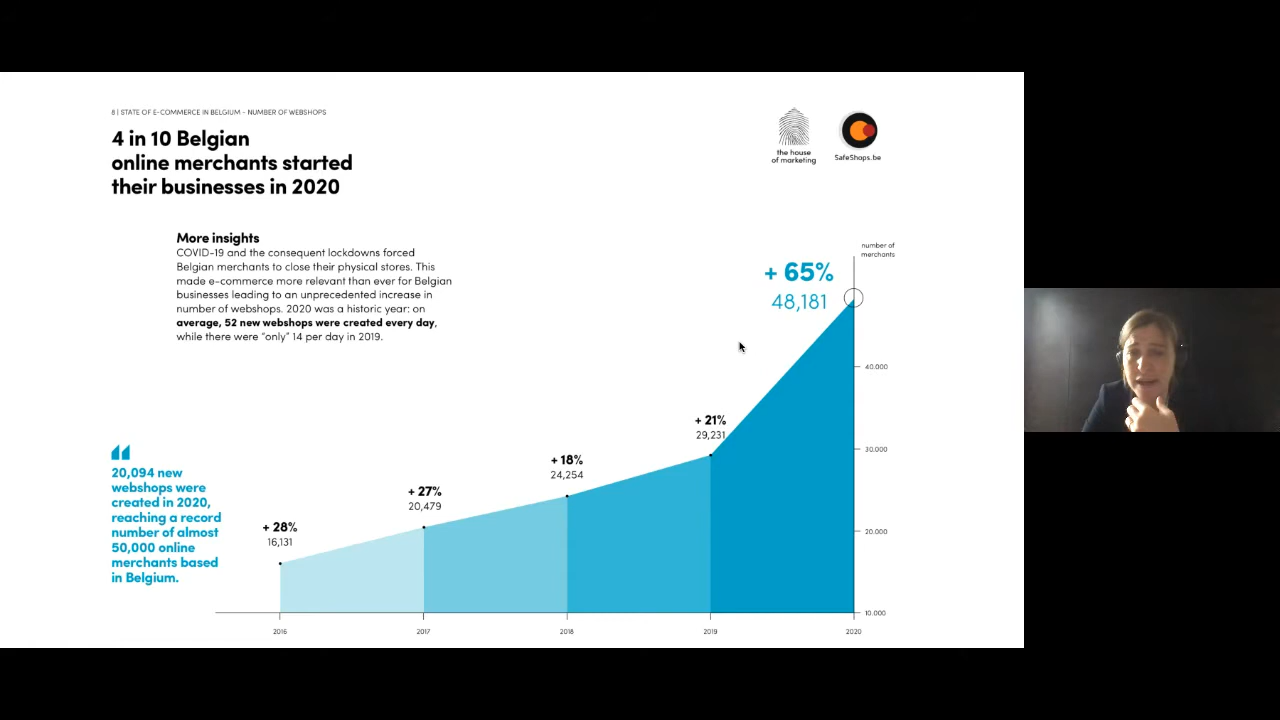 8 | STATE OF E-COMMERCE IN BELGIUM - NUMBER OF WEBSHOPS
4 in 10 Belgian
online merchants started
their businesses in 2020
the house
of marketing
SafeShops.be
More insights
COVID-19 and the consequent lockdowns forced
Belgian merchants to close their physical stores. This
made e-commerce more relevant than ever for Belgian
businesses leading to an unprecedented increase in
number of webshops. 2020 was a historic year: on
average, 52 new webshops were created every day,
while there were "only" 14 per day in 2019.
20,094 new
webshops were
created in 2020,
reaching a record
number of almost
50,000 online
merchants based
in Belgium.
+ 28%
16,131
+ 27%
20,479
+ 18%
24,254
+ 21%
29,231
+ 65%
48,181
number of
merchants
40.000
30.000
20.000
10.000
2016
2017
2018
2019
2020